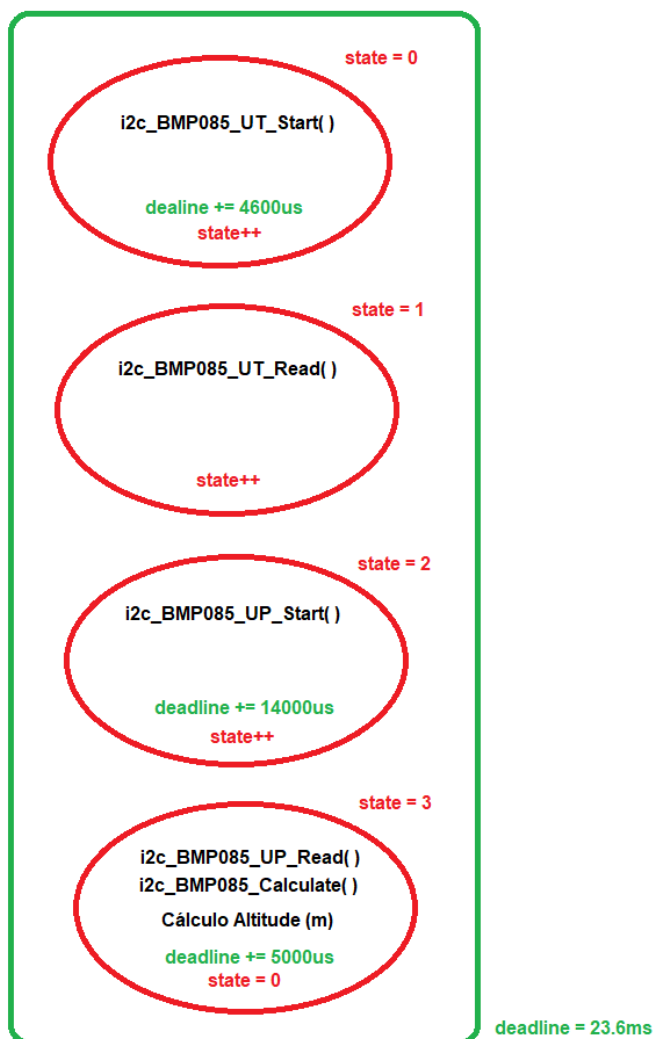 state = 0
i2c_BMP085_UT_Start( )
dealine += 4600us
state++
state = 1
i2c_BMP085_UT_Read( )
state++
state = 2
i2c_BMP085_UP_Start( )
deadline += 14000us
state++
state = 3
i2c_BMP085_UP_Read( )
i2c_BMP085_Calculate( )
Cálculo Altitude (m)
deadline += 5000us
state = 0
deadline = 23.6ms